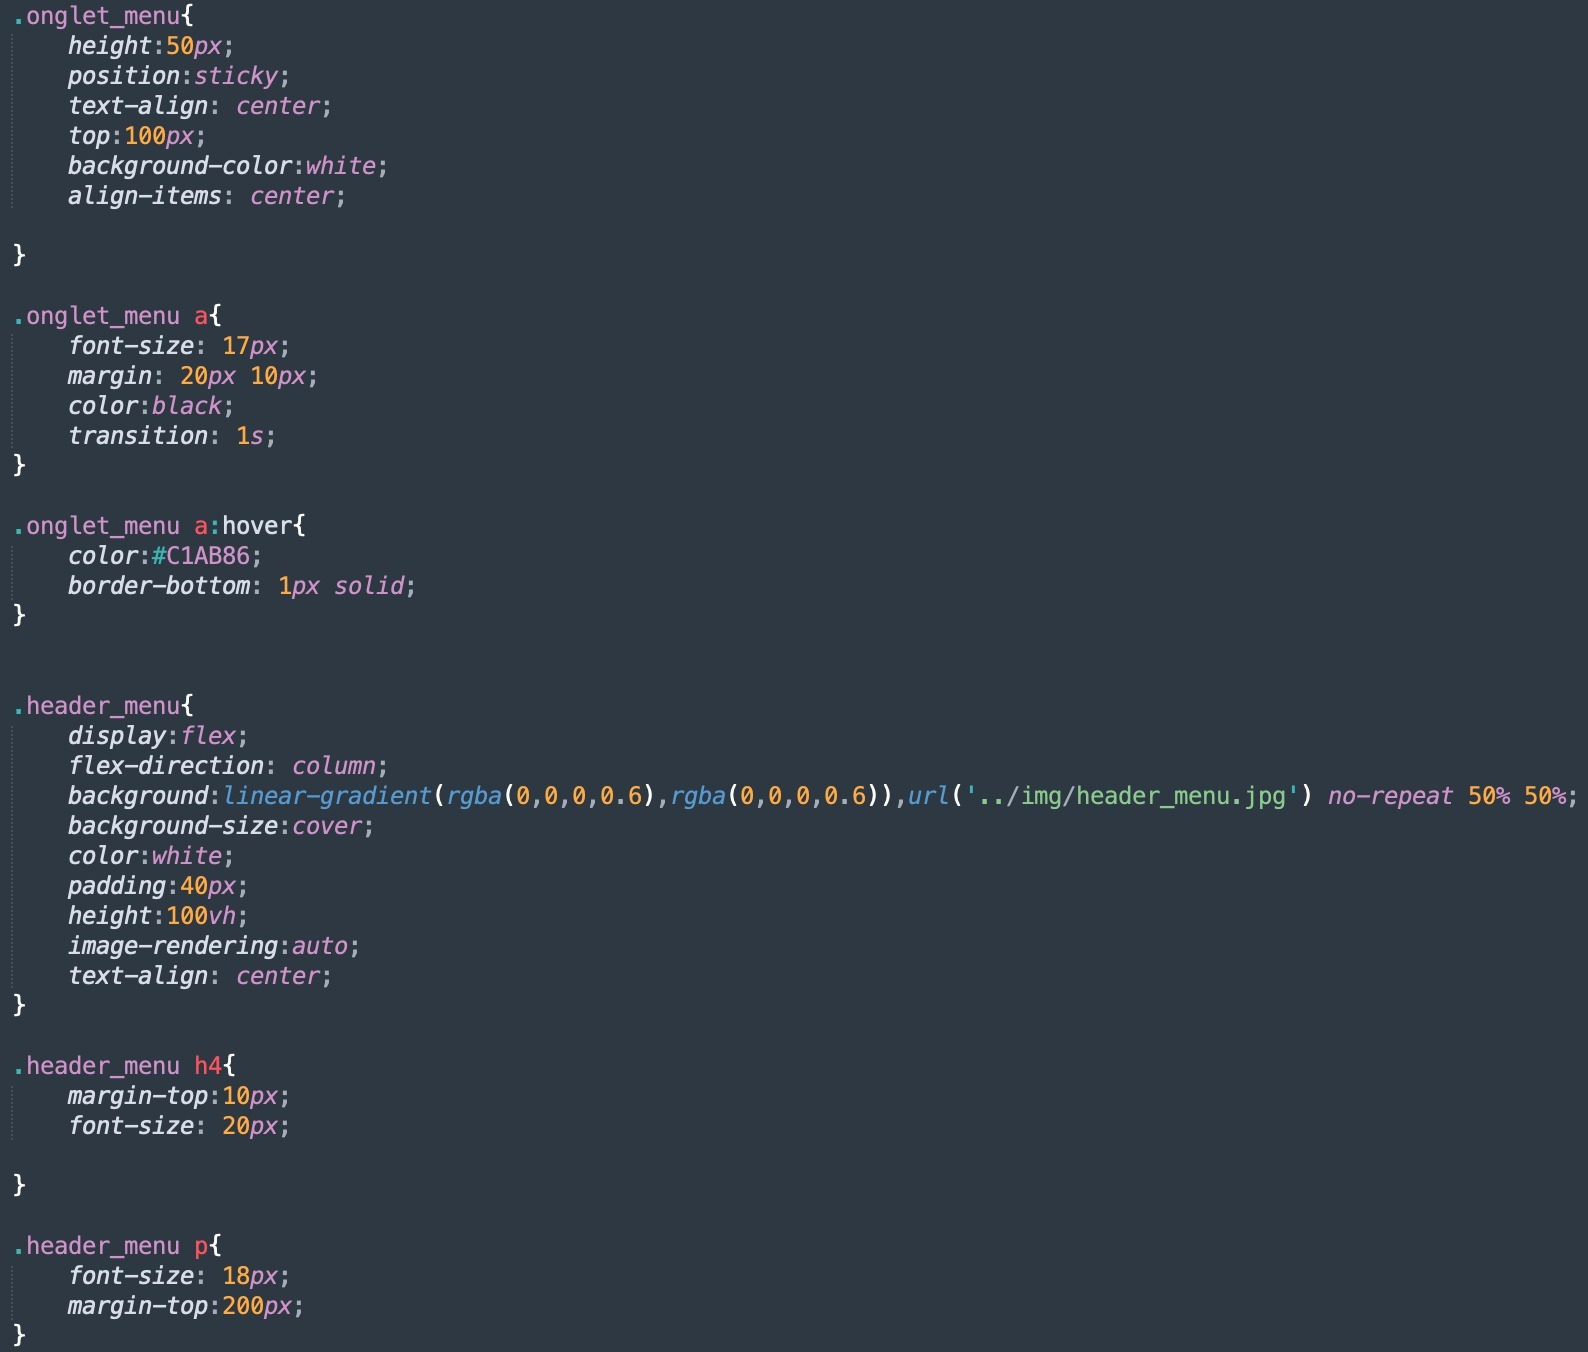 .onglet_menu{
    height:50px;
    position:sticky;
    text-align: center;
    top:100px;
    background-color:white;
    align-items: center;

}

.onglet_menu a{
    font-size: 17px;
    margin: 20px 10px;
    color:black;
    transition: 1s;
}

.onglet_menu a:hover{
    color:#C1AB86;
    border-bottom: 1px solid;
}


.header_menu{
    display:flex;
    flex-direction: column;
    background:linear-gradient(rgba(0,0,0,0.6),rgba(0,0,0,0.6)),url('../img/header_menu.jpg') no-repeat 50% 50%;
    background-size:cover;
    color:white;
    padding:40px;
    height:100vh;
    image-rendering:auto;
    text-align: center;
}

.header_menu h4{
    margin-top:10px;
    font-size: 20px;

}

.header_menu p{
    font-size: 18px;
    margin-top:200px;
}